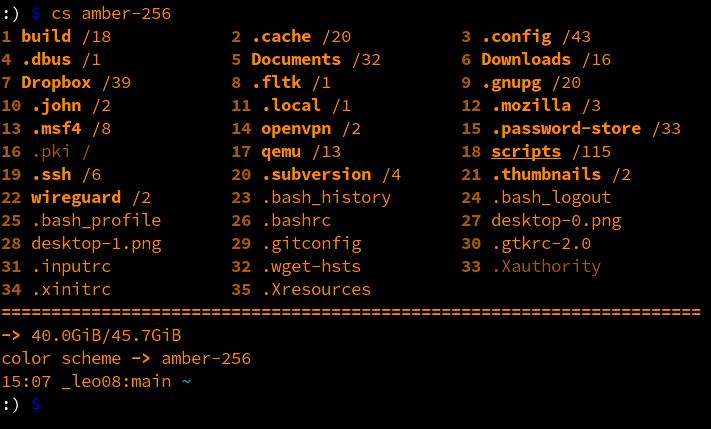 :) $ cs amber-256
1 build /18 2 .cache /20 3 .config /43
4 .dbus /1 5 Documents /32 6 Downloads /16
7 Dropbox /39 8 .fltk /1 9 .gnupg /20
10 .john /2 11 .local /1 12 .mozilla /3
13 .msf4 /8 14 openvpn /2 15 .password-store /33
16 .pki / 17 qemu /13 18 scripts /115
19 .ssh /6 20 .subversion /4 21 .thumbnails /2
22 wireguard /2 23 .bash_history 24 .bash_logout
25 .bash_profile 26 .bashrc 27 desktop-0.png
28 desktop-1.png 29 .gitconfig 30 .gtkrc-2.0
31 .inputrc 32 .wget-hsts 33 .Xauthority
34 .xinitrc 35 .Xresources
======================================================================
-> 40.0GiB/45.7GiB
color scheme -> amber-256
15:07 _leo08:main ~
:) $